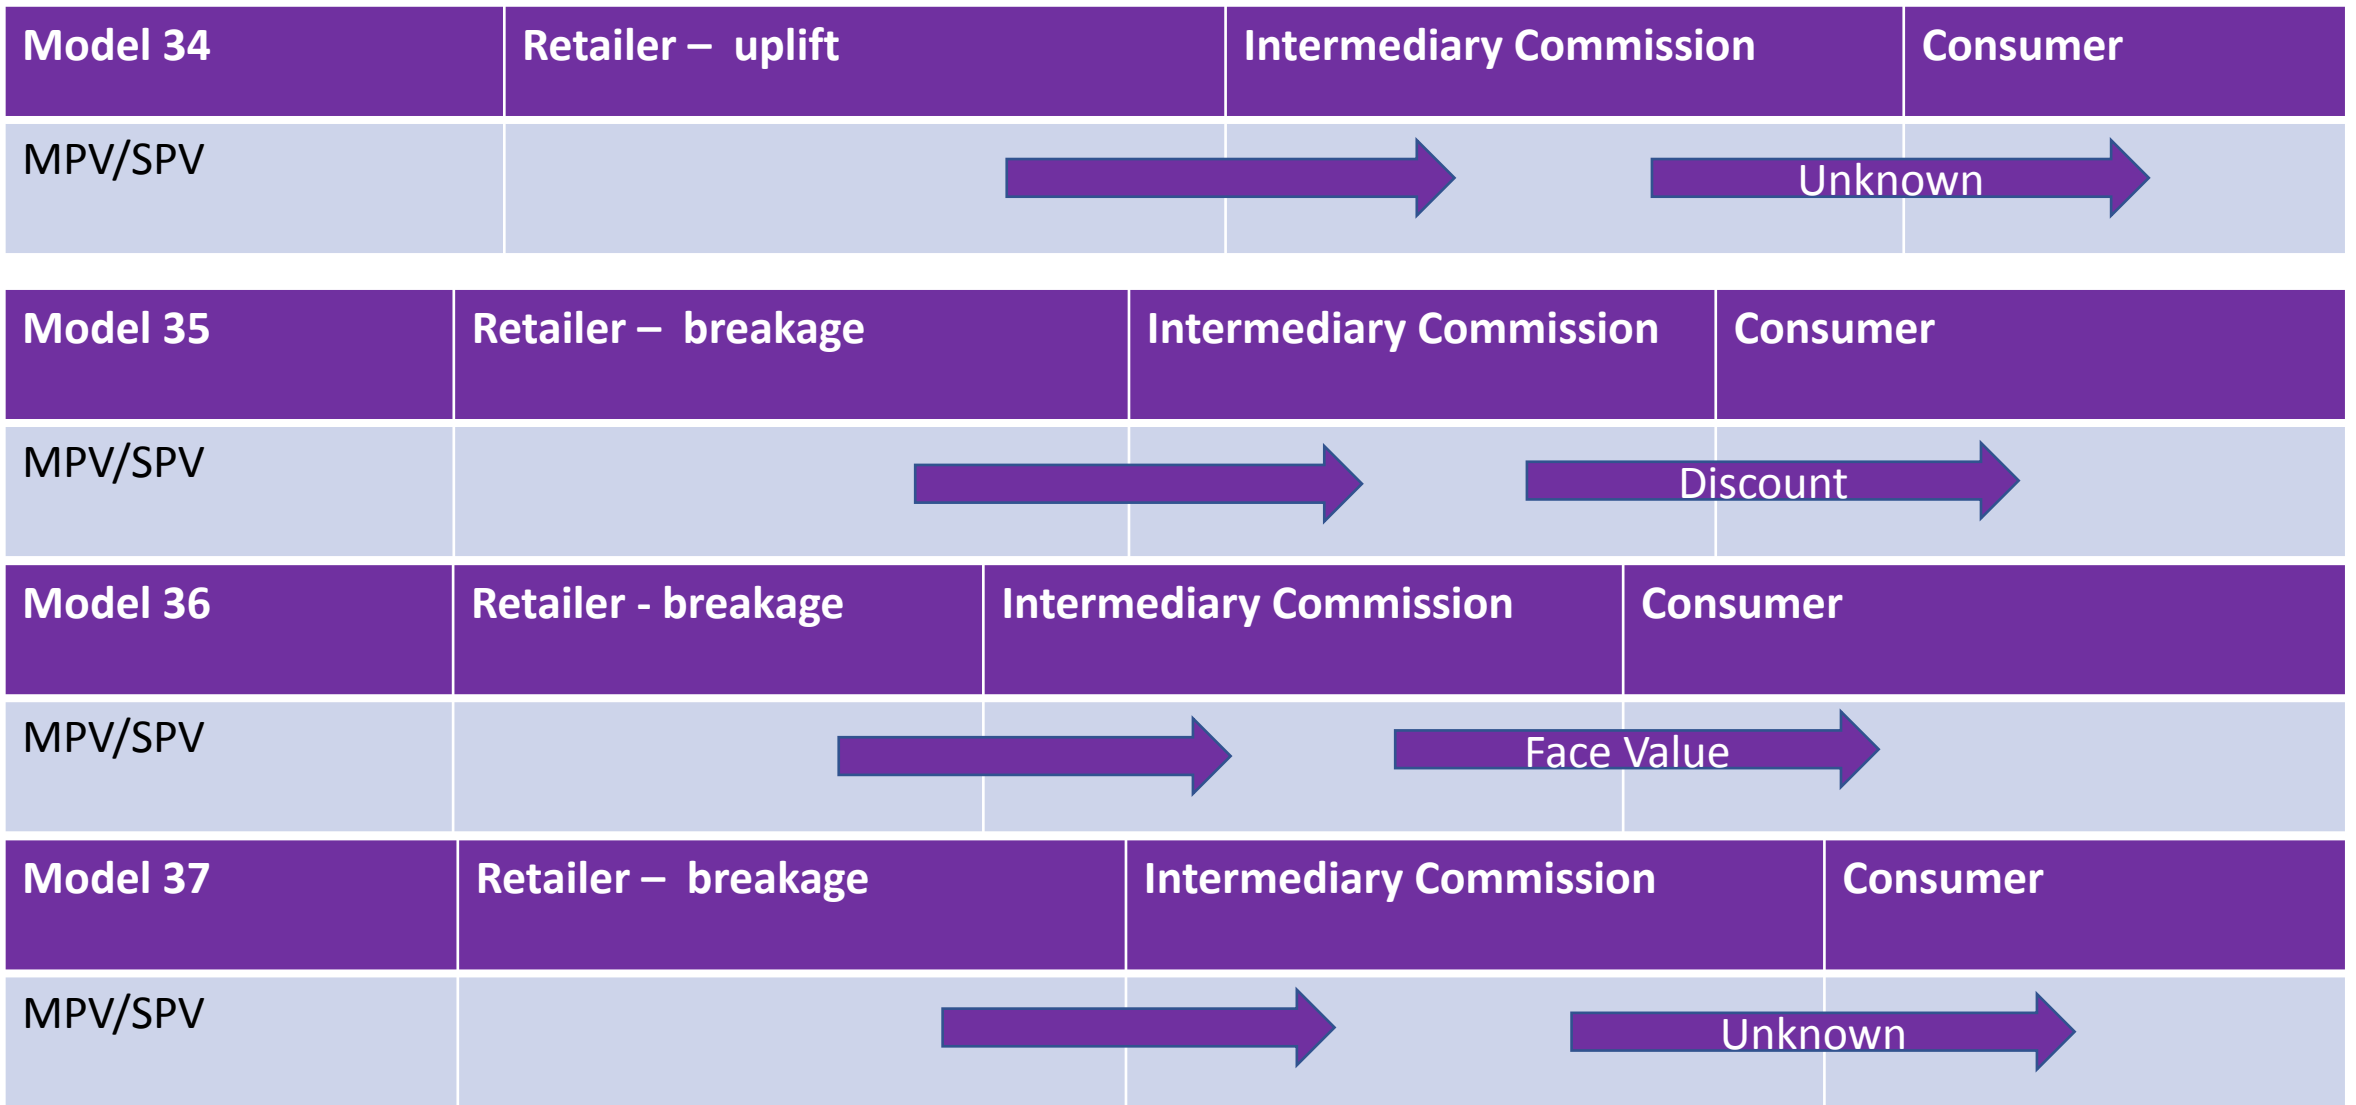 Model 34 Retailer – uplift Intermediary Commission Consumer
MPV/SPV Unknown
Model 35 Retailer – breakage Intermediary Commission Consumer
MPV/SPV Discount
Model 36 Retailer - breakage Intermediary Commission Consumer
MPV/SPV Face Value
Model 37 Retailer – breakage Intermediary Commission Consumer
MPV/SPV Unknown